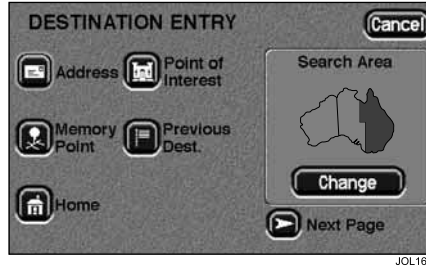 DESTINATION ENTRY
Cancel
Address
Point of
Interest
Memory
Point
Previous
Dest.
Home
Search Area
Change
Next Page
JOL16